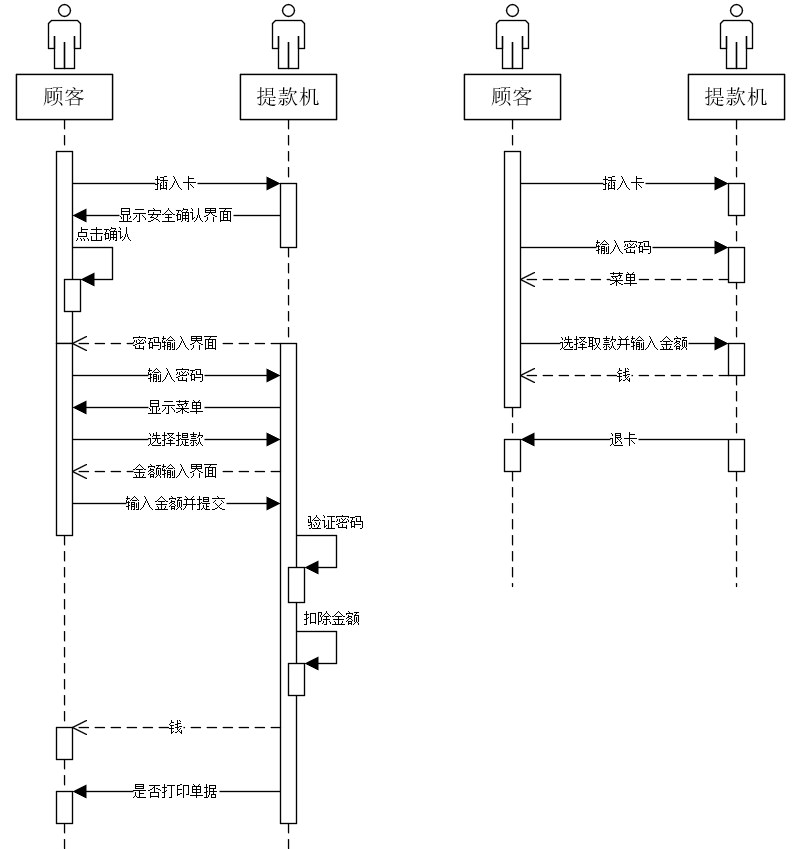 顾客
提款机
插入卡
显示安全确认界面
点击确认
密码输入界面
输入密码
显示菜单
选择提款
金额输入界面
输入金额并提交
验证密码
扣除金额
钱
是否打印单据
顾客
提款机
插入卡
输入密码
菜单
选择取款并输入金额
钱
退卡